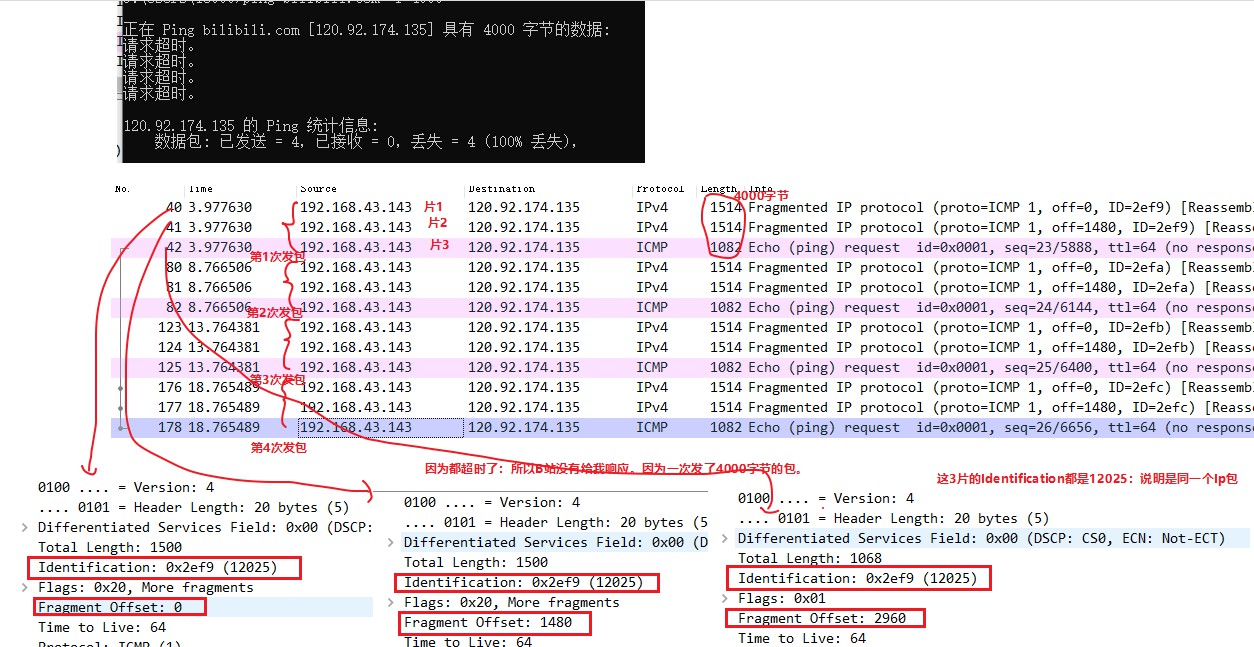 正在 Ping bilibili.com [120.92.174.135] 具有 4000 字节的数据:
请求超时。
请求超时。
请求超时。
请求超时。
120.92.174.135 的 Ping 统计信息:
数据包: 已发送 = 4, 已接收 = 0, 丢失 = 4 (100% 丢失),
No. Time Source Destination Protocol Length Info
4000字节
40 3.977630 192.168.43.143 片1 120.92.174.135 IPv4 1514 Fragmented IP protocol (proto=ICMP 1, off=0, ID=2ef9) [Reassemb
41 3.977630 192.168.43.143 片2 120.92.174.135 IPv4 1514 Fragmented IP protocol (proto=ICMP 1, off=1480, ID=2ef9) [Reas
42 3.977630 192.168.43.143 片3 120.92.174.135 ICMP 1082 Echo (ping) request id=0x0001, seq=23/5888, ttl=64 (no respons
第1次发包
80 8.766506 192.168.43.143 120.92.174.135 IPv4 1514 Fragmented IP protocol (proto=ICMP 1, off=0, ID=2efa) [Reassemb
81 8.766506 192.168.43.143 120.92.174.135 IPv4 1514 Fragmented IP protocol (proto=ICMP 1, off=1480, ID=2efa) [Reas
82 8.766506 192.168.43.143 120.92.174.135 ICMP 1082 Echo (ping) request id=0x0001, seq=24/6144, ttl=64 (no respons
第2次发包
123 13.764381 192.168.43.143 120.92.174.135 IPv4 1514 Fragmented IP protocol (proto=ICMP 1, off=0, ID=2efb) [Reassemb
124 13.764381 192.168.43.143 120.92.174.135 IPv4 1514 Fragmented IP protocol (proto=ICMP 1, off=1480, ID=2efb) [Reas
125 13.764381 192.168.43.143 120.92.174.135 ICMP 1082 Echo (ping) request id=0x0001, seq=25/6400, ttl=64 (no respons
第3次发包
176 18.765489 192.168.43.143 120.92.174.135 IPv4 1514 Fragmented IP protocol (proto=ICMP 1, off=0, ID=2efc) [Reassemb
177 18.765489 192.168.43.143 120.92.174.135 IPv4 1514 Fragmented IP protocol (proto=ICMP 1, off=1480, ID=2efc) [Reas
178 18.765489 192.168.43.143 120.92.174.135 ICMP 1082 Echo (ping) request id=0x0001, seq=26/6656, ttl=64 (no respons
第4次发包
因为都超时了：所以B站没有给我响应。因为一次发了4000字节的包。
这3片的Identification都是12025：说明是同一个Ip包
0100 .... = Version: 4
.... 0101 = Header Length: 20 bytes (5)
Differentiated Services Field: 0x00 (DSCP:
Total Length: 1500
Identification: 0x2ef9 (12025)
Flags: 0x20, More fragments
Fragment Offset: 0
Time to Live: 64
Protocol: ICMP (1)
0100 .... = Version: 4
.... 0101 = Header Length: 20 bytes (5
Differentiated Services Field: 0x00 (D
Total Length: 1500
Identification: 0x2ef9 (12025)
Flags: 0x20, More fragments
Fragment Offset: 1480
Time to Live: 64
0100 .... = Version: 4
.... 0101 = Header Length: 20 bytes (5)
Differentiated Services Field: 0x00 (DSCP: CS0, ECN: Not-ECT)
Total Length: 1068
Identification: 0x2ef9 (12025)
Flags: 0x01
Fragment Offset: 2960
Time to Live: 64